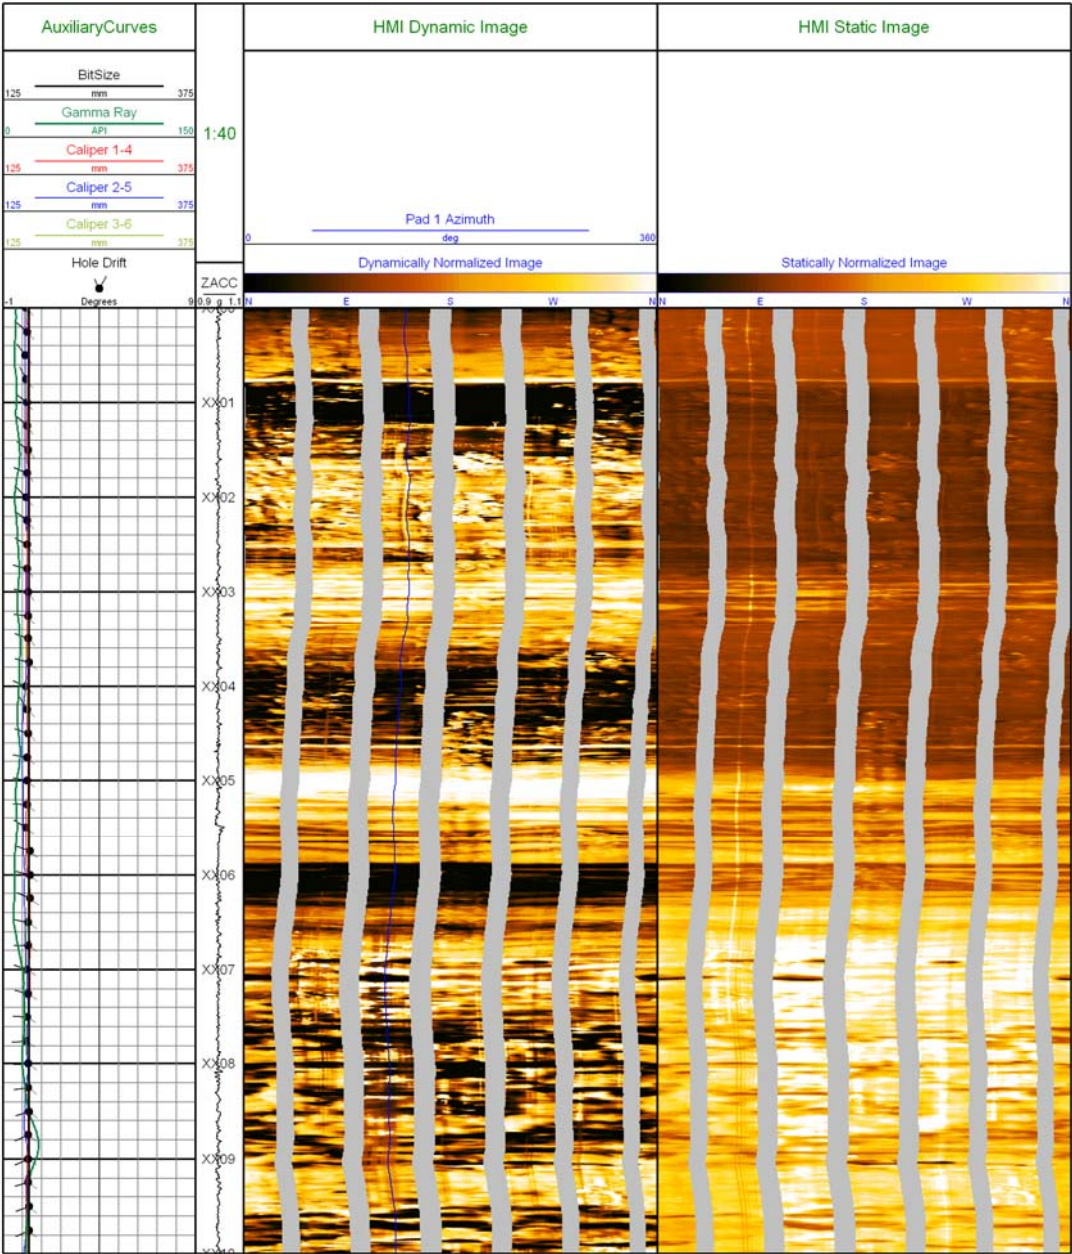 AuxiliaryCurves
HMI Dynamic Image
HMI Static Image
BitSize
125 mm 375
Gamma Ray
0 API 150
1:40
Caliper 1-4
125 mm 375
Caliper 2-5
125 mm 375
Pad 1 Azimuth
Caliper 3-6
0 deg 360
125 mm 375
Hole Drift
Dynamically Normalized Image
Statically Normalized Image
ZACC
-1 Degrees 9
0.9 g 1.1
N E S W N
N E S W N
XX01
XX02
XX03
XX04
XX05
XX06
XX07
XX08
XX09